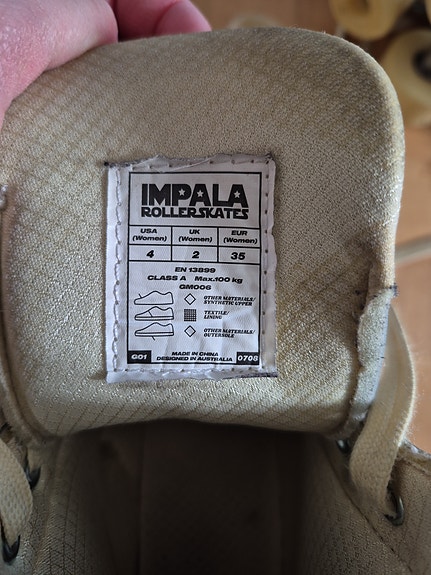 IMPALA
ROLLERSKATES
USA (Women) UK (Women) EUR (Women)
4 2 35
EN 13899
CLASS A Max.100 kg
GM006
OTHER MATERIALS/
SYNTHETIC UPPER
TEXTILE/
LINING
OTHER MATERIALS/
OUTERSOLE
G01 MADE IN CHINA
DESIGNED IN AUSTRALIA 0708